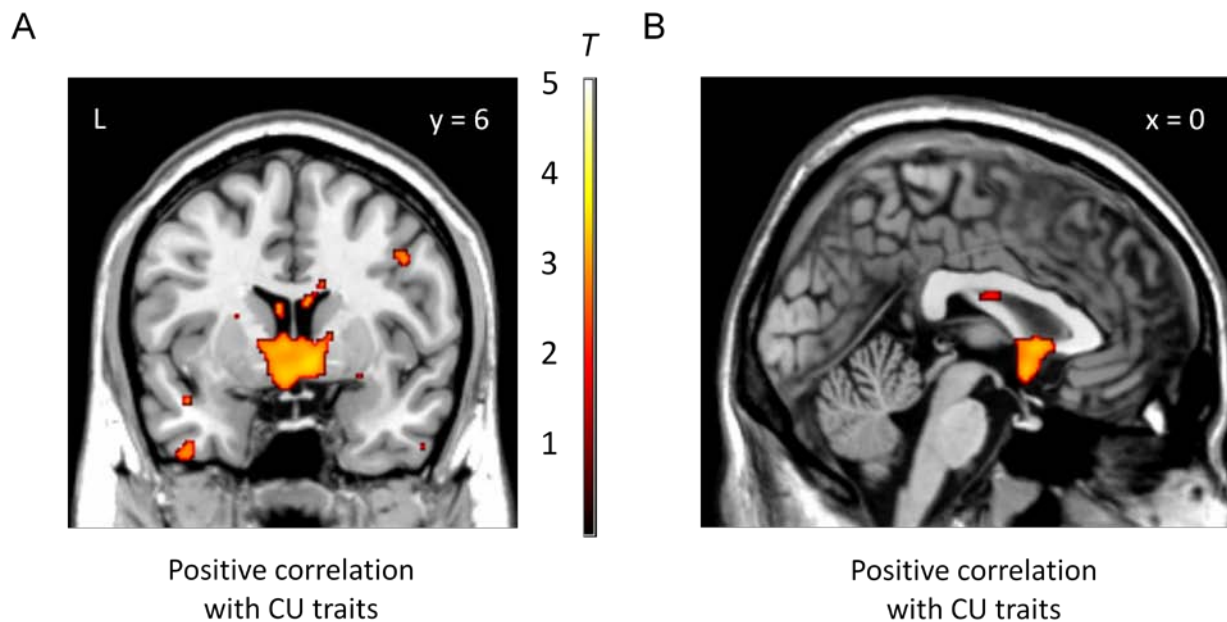 A
B
T
L
y = 6
x = 0
5
4
3
2
1
Positive correlation
with CU traits
Positive correlation
with CU traits